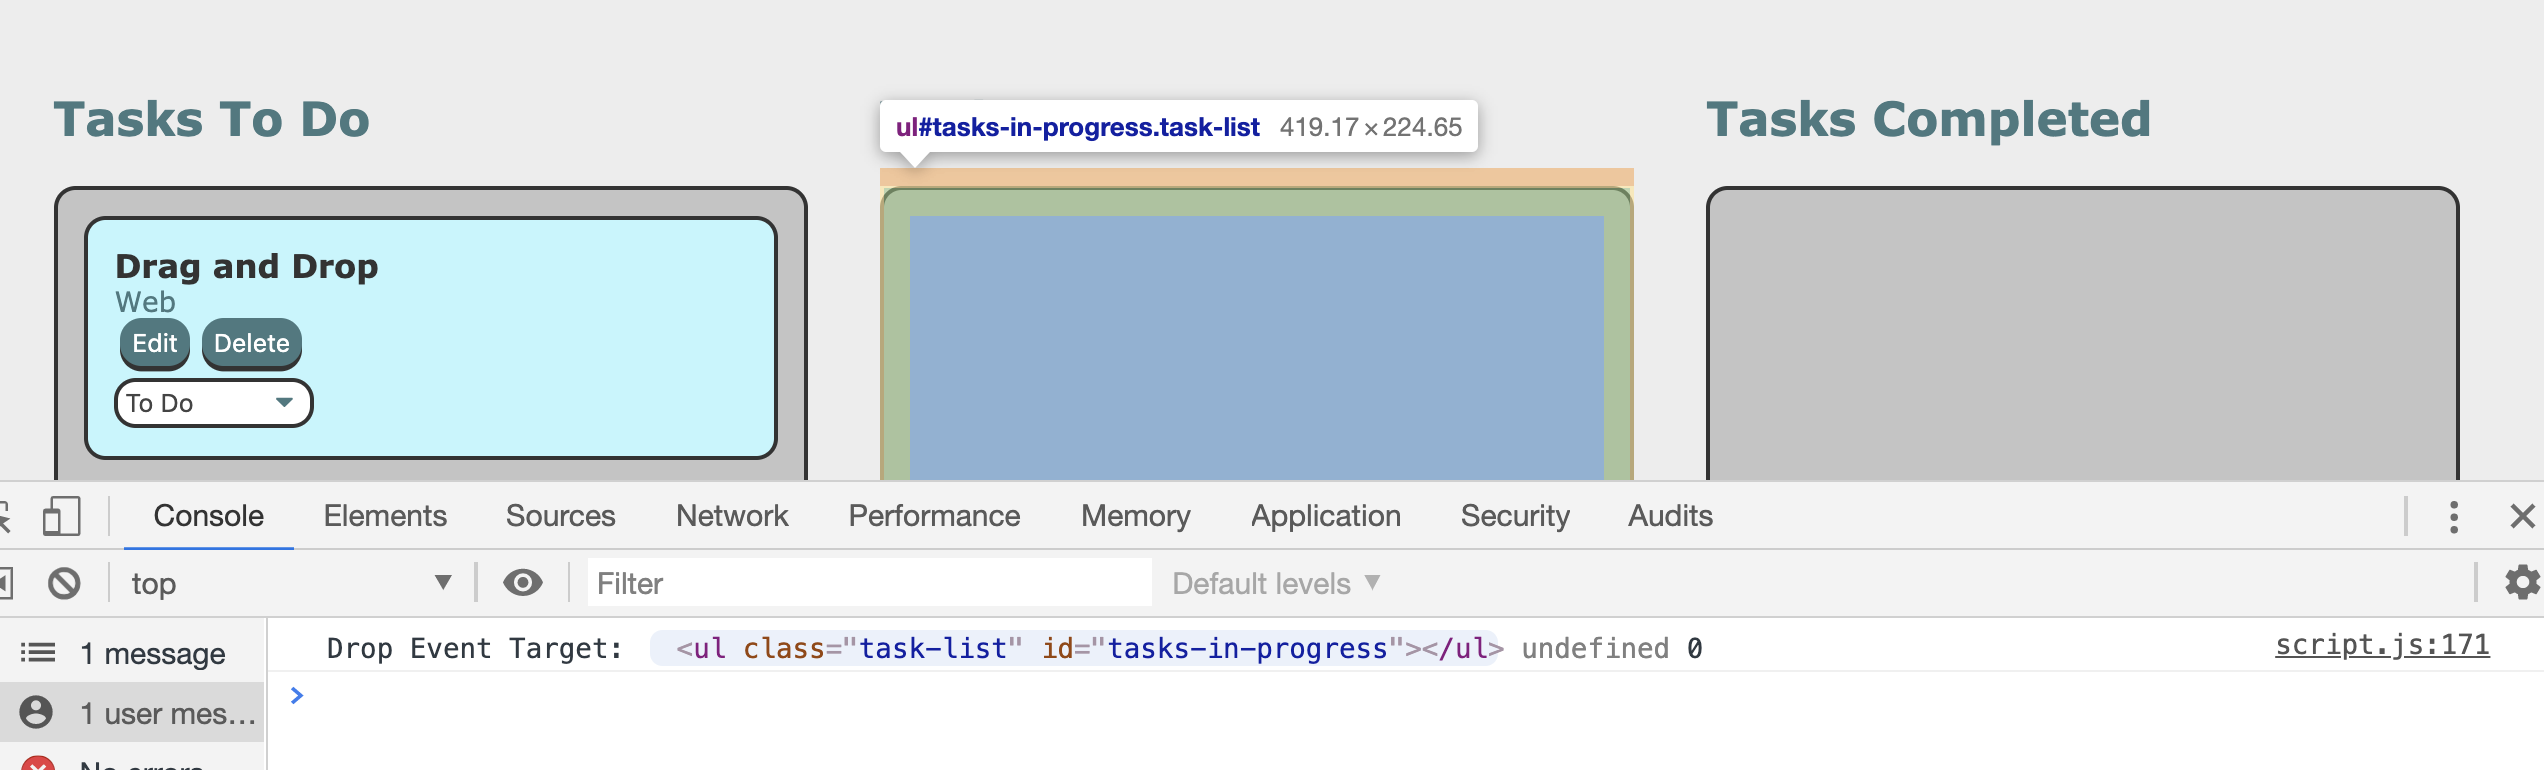 Tasks To Do
ul#tasks-in-progress.task-list 419.17×224.65
Tasks Completed
Drag and Drop
Web
Edit Delete
To Do
Console Elements Sources Network Performance Memory Application Security Audits
top Filter Default levels
1 message
Drop Event Target: <ul class="task-list" id="tasks-in-progress"></ul> undefined 0 script.js:171
1 user mes…
No errors